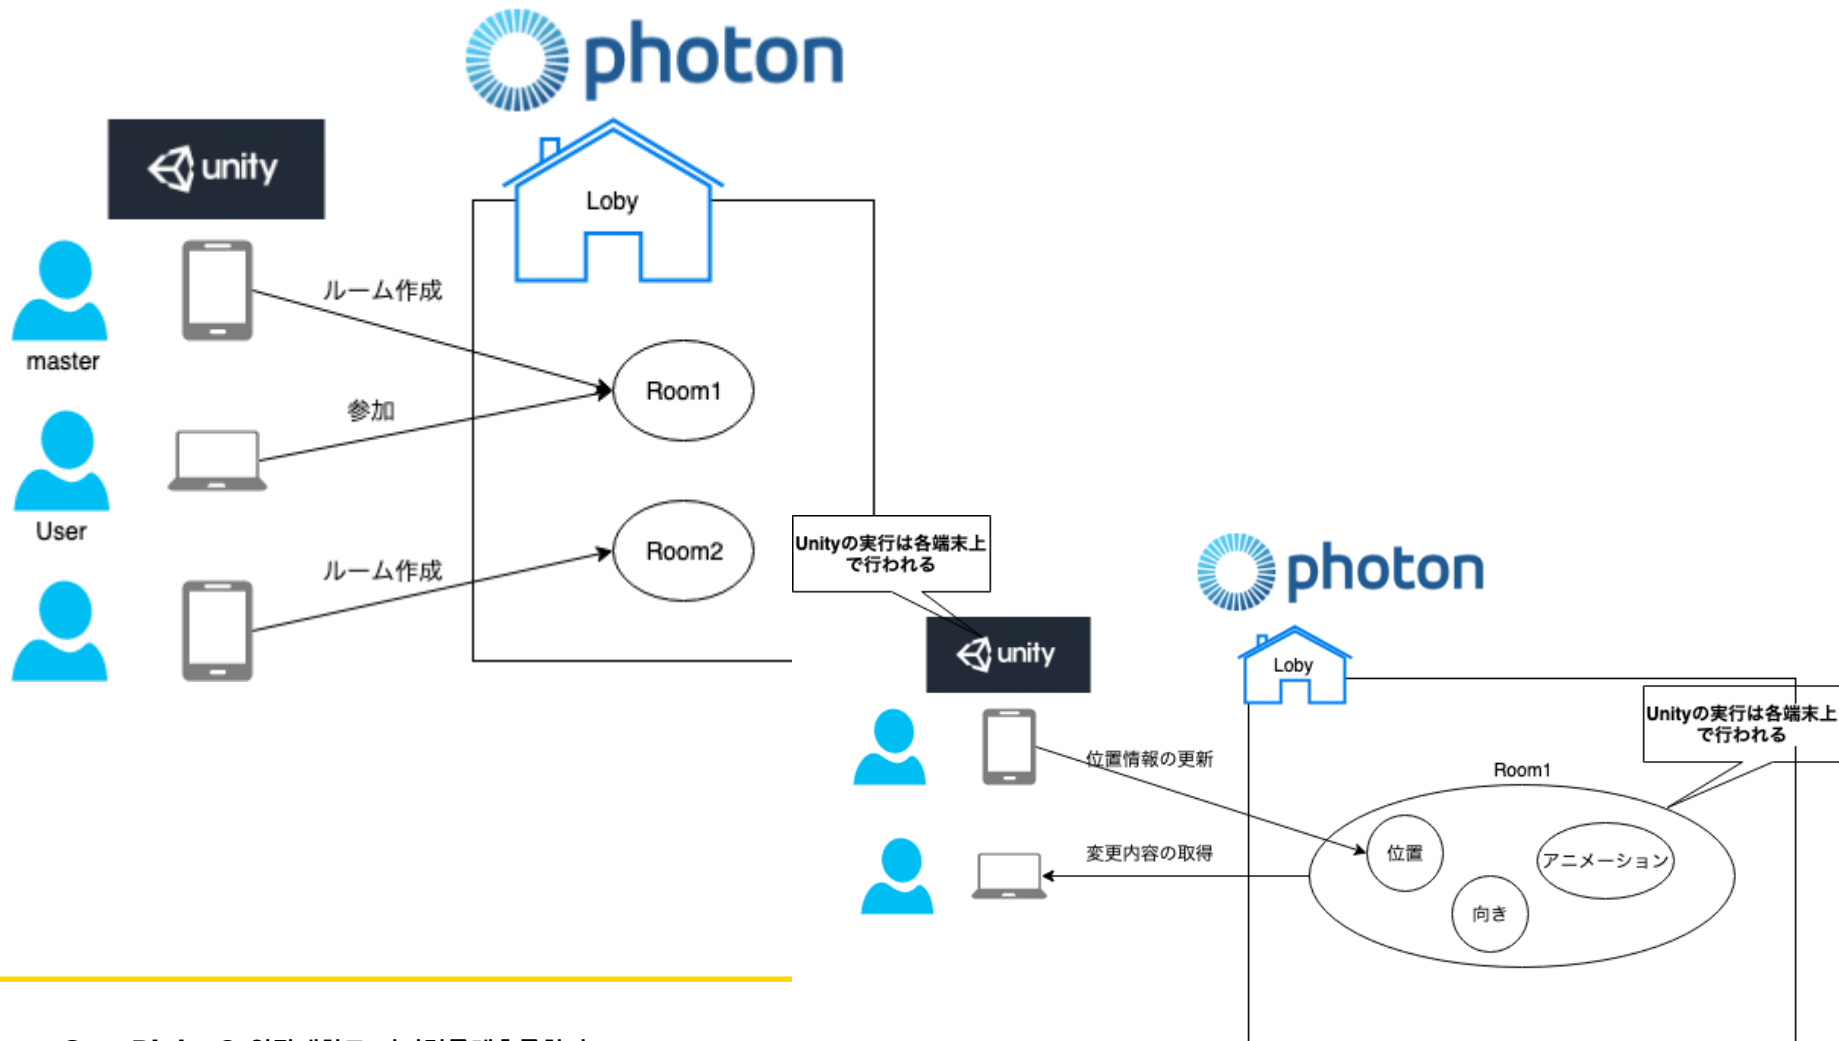 photon
unity
Loby
ルーム作成
master
Room1
参加
User
Room2
ルーム作成
Unityの実行は各端末上
で行われる
photon
unity
Loby
Unityの実行は各端末上
で行われる
位置情報の更新
Room1
変更内容の取得
位置
アニメーション
向き